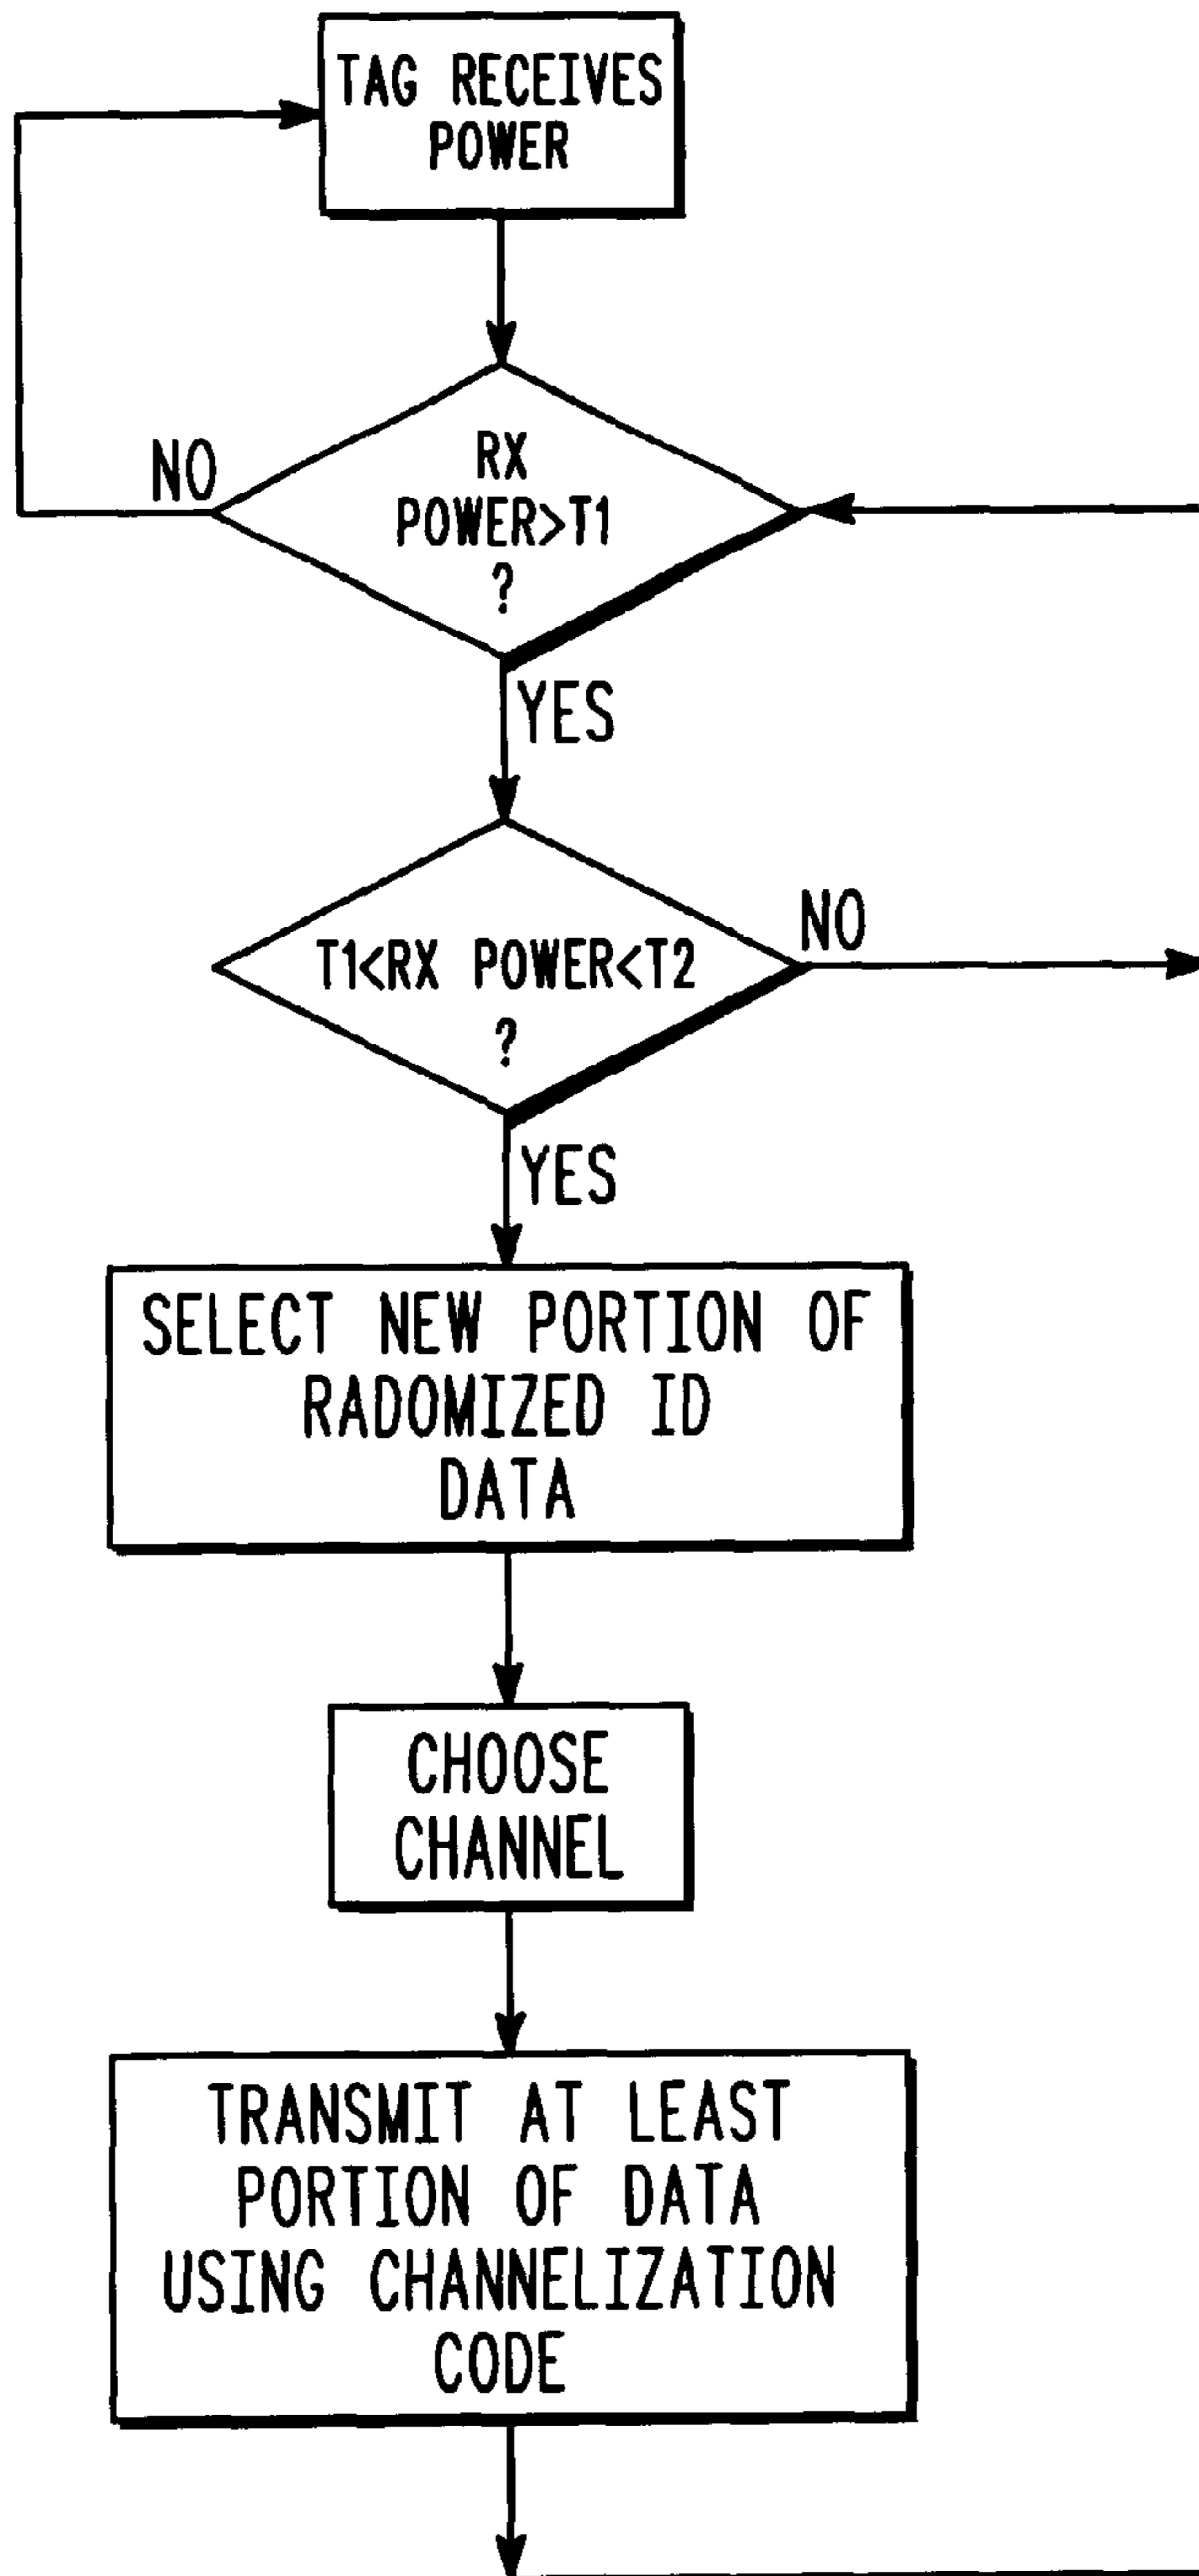 TAG RECEIVES
POWER
RX
POWER>T1
?
NO
YES
T1<RX POWER<T2
?
NO
YES
SELECT NEW PORTION OF
RADOMIZED ID
DATA
CHOOSE
CHANNEL
TRANSMIT AT LEAST
PORTION OF DATA
USING CHANNELIZATION
CODE